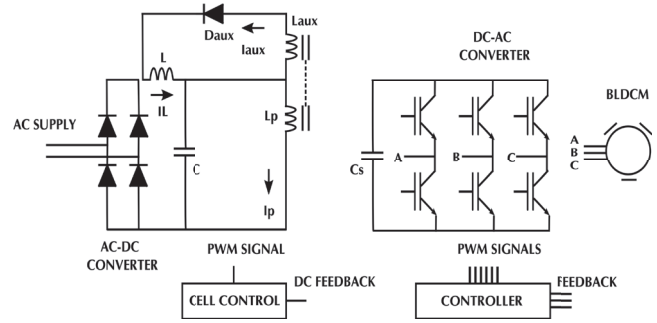 Laux
Daux
Iaux
DC-AC
CONVERTER
L
BLDCM
IL
Lp
AC SUPPLY
A
B
C
C
Cs
A
B
C
Ip
AC-DC
CONVERTER
PWM SIGNAL
PWM SIGNALS
DC FEEDBACK
FEEDBACK
CELL CONTROL
CONTROLLER